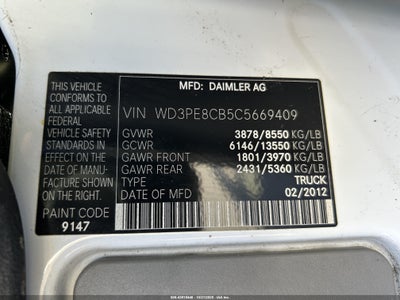 MFD: DAIMLER AG
THIS VEHICLE
CONFORMS TO
ALL APPLICABLE
FEDERAL
VEHICLE SAFETY
STANDARDS IN
EFFECT ON THE
DATE OF MANU-
FACTURE SHOWN
ON THE RIGHT.
PAINT CODE
9147
VIN WD3PE8CB5C5669409
GVWR 3878/8550 KG/LB
GCWR 6146/13550 KG/LB
GAWR FRONT 1801/3970 KG/LB
GAWR REAR 2431/5360 KG/LB
TYPE TRUCK
DATE OF MFD 02/2012